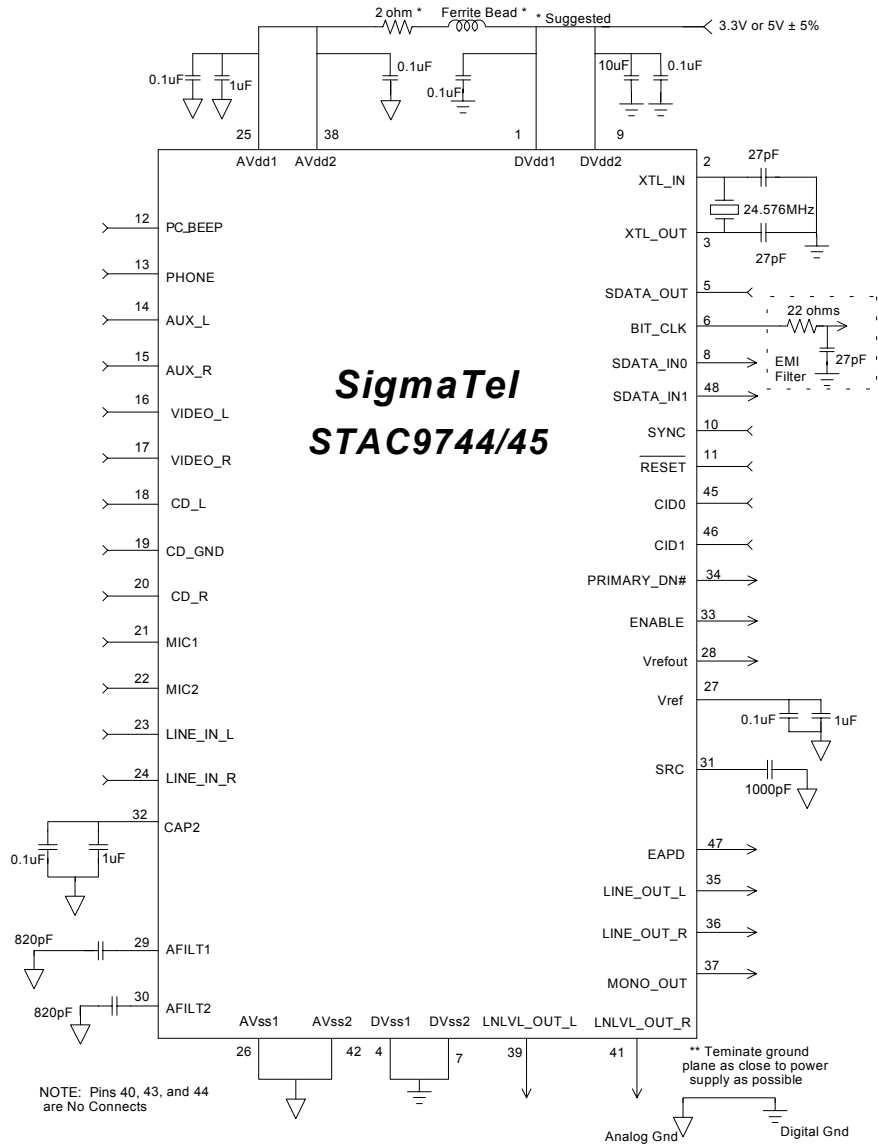 2 ohm *
Ferrite Bead *
* Suggested
3.3V or 5V ± 5%
0.1uF
1uF
0.1uF
0.1uF
10uF
0.1uF
25
38
1
9
AVdd1
AVdd2
DVdd1
DVdd2
2
27pF
XTL_IN
24.576MHz
XTL_OUT
3
27pF
12
PC_BEEP
13
PHONE
14
AUX_L
15
AUX_R
16
VIDEO_L
17
VIDEO_R
18
CD_L
19
CD_GND
20
CD_R
21
MIC1
22
MIC2
23
LINE_IN_L
24
LINE_IN_R
32
CAP2
0.1uF
1uF
820pF
29
AFILT1
820pF
30
AFILT2
SigmaTel
STAC9744/45
SDATA_OUT
5
BIT_CLK
6
22 ohms
27pF
EMI
Filter
SDATA_IN0
8
SDATA_IN1
48
SYNC
10
RESET
11
CID0
45
CID1
46
PRIMARY_DN#
34
ENABLE
33
Vrefout
28
Vref
27
0.1uF
1uF
SRC
31
1000pF
EAPD
47
LINE_OUT_L
35
LINE_OUT_R
36
MONO_OUT
37
AVss1
AVss2
DVss1
DVss2
LNLVL_OUT_L
LNLVL_OUT_R
26
42
4
7
39
41
NOTE: Pins 40, 43, and 44
are No Connects
** Teminate ground
plane as close to power
supply as possible
Analog Gnd
Digital Gnd